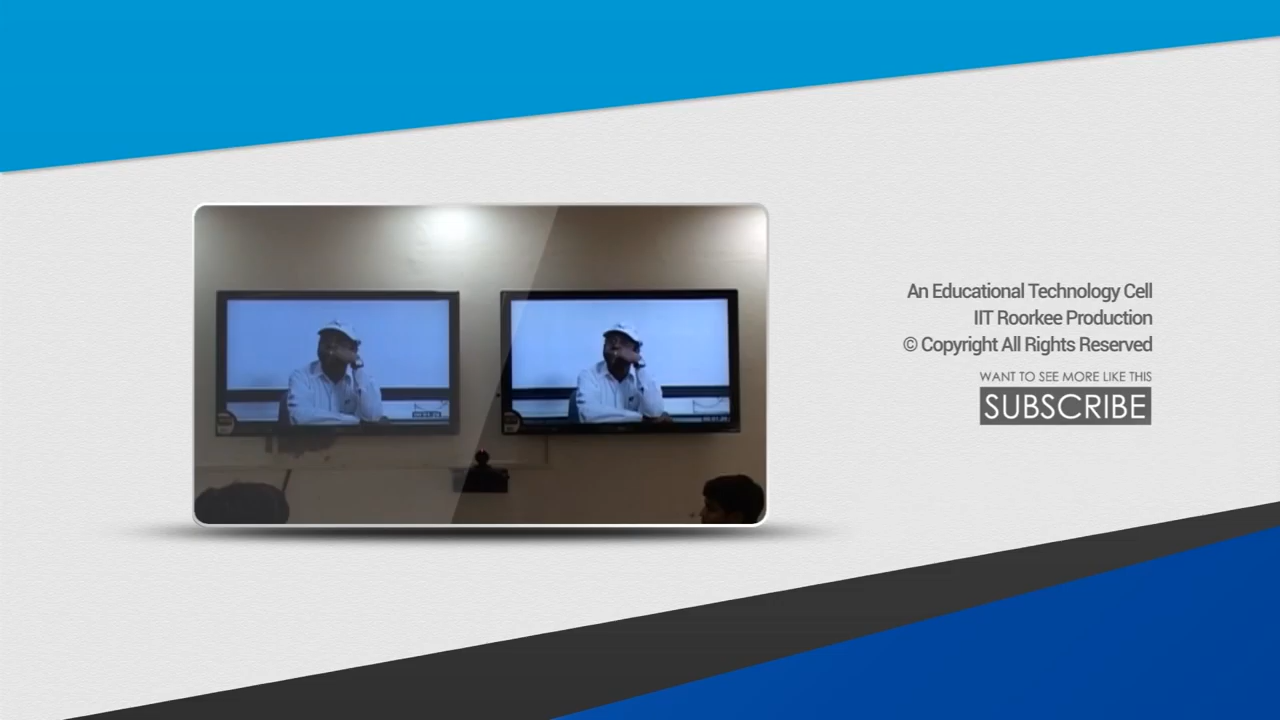 An Educational Technology Cell
IIT Roorkee Production
© Copyright All Rights Reserved
WANT TO SEE MORE LIKE THIS
SUBSCRIBE